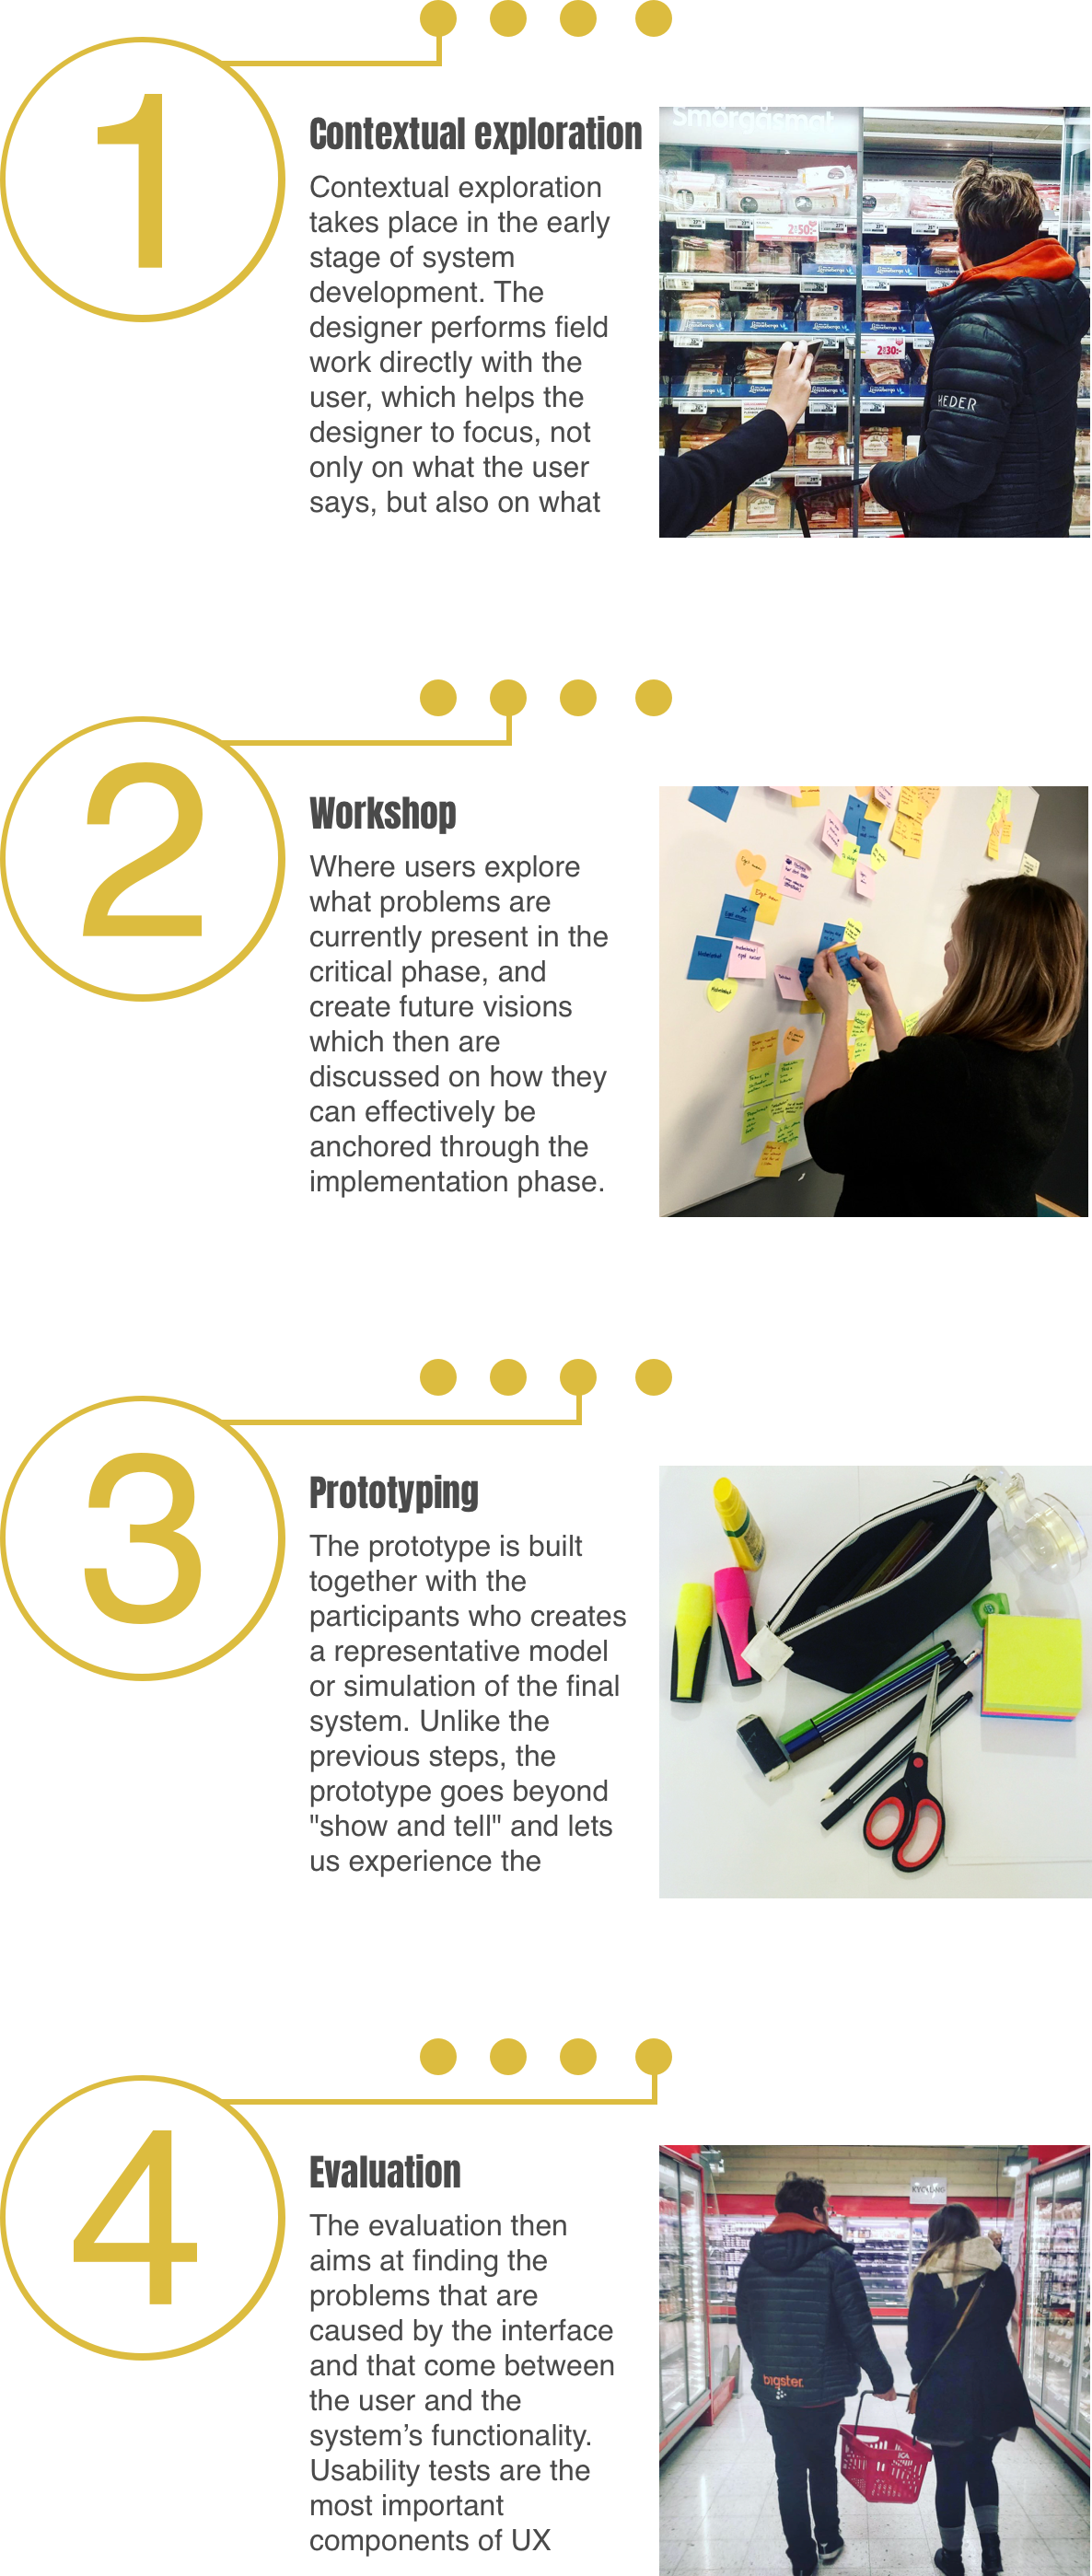 1
Contextual exploration
Contextual exploration
takes place in the early
stage of system
development. The
designer performs field
work directly with the
user, which helps the
designer to focus, not
only on what the user
says, but also on what
Smörgåsmat
2 50:-
2 30:-
HEDER
2
Workshop
Where users explore
what problems are
currently present in the
critical phase, and
create future visions
which then are
discussed on how they
can effectively be
anchored through the
implementation phase.
3
Prototyping
The prototype is built
together with the
participants who creates
a representative model
or simulation of the final
system. Unlike the
previous steps, the
prototype goes beyond
"show and tell" and lets
us experience the
4
Evaluation
The evaluation then
aims at finding the
problems that are
caused by the interface
and that come between
the user and the
system’s functionality.
Usability tests are the
most important
components of UX
KYCKLING
bigster.
ICA